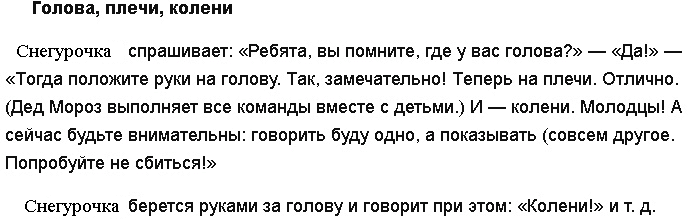 Голова, плечи, колени
Снегурочка спрашивает: «Ребята, вы помните, где у вас голова?» — «Да!» —
«Тогда положите руки на голову. Так, замечательно! Теперь на плечи. Отлично.
(Дед Мороз выполняет все команды вместе с детьми.) И — колени. Молодцы! А
сейчас будьте внимательны: говорить буду одно, а показывать (совсем другое.
Попробуйте не сбиться!»
Снегурочка берется руками за голову и говорит при этом: «Колени!» и т. д.